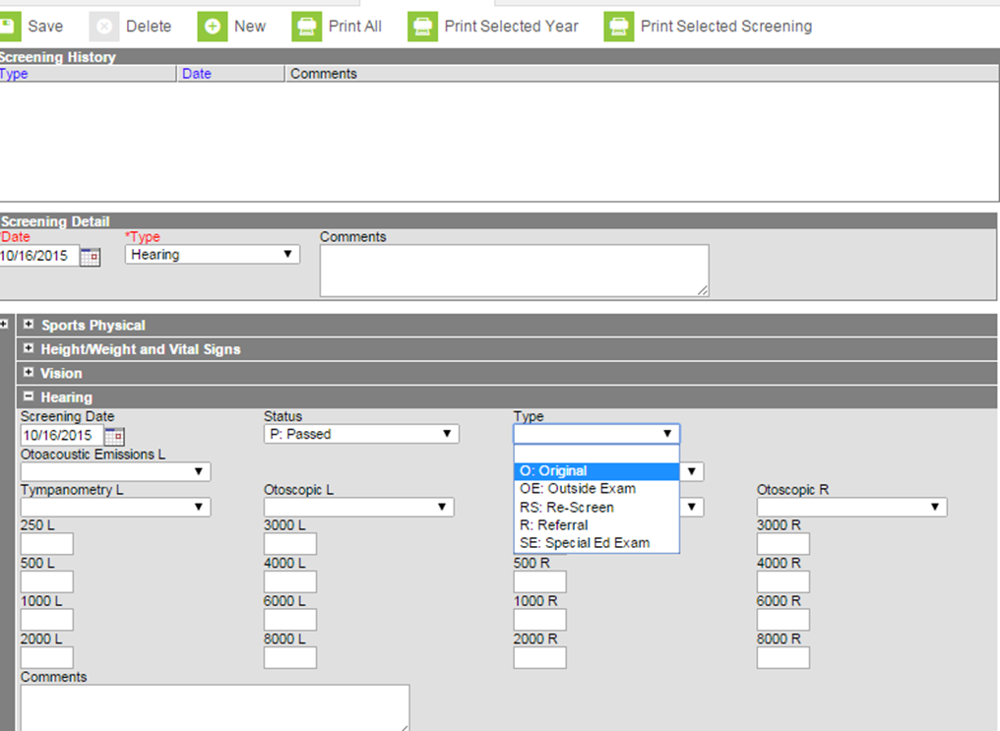 Save Delete New Print All Print Selected Year Print Selected Screening
Screening History
Type Date Comments
Screening Detail
*Date *Type Comments
10/16/2015 Hearing
Sports Physical
Height/Weight and Vital Signs
Vision
Hearing
Screening Date Status Type
10/16/2015 P: Passed
Otoacoustic Emissions L
O: Original
OE: Outside Exam
Tympanometry L Otoscopic L Otoscopic R
RS: Re-Screen
R: Referral
250 L 3000 L 3000 R
SE: Special Ed Exam
500 L 4000 L 500 R 4000 R
1000 L 6000 L 1000 R 6000 R
2000 L 8000 L 2000 R 8000 R
Comments